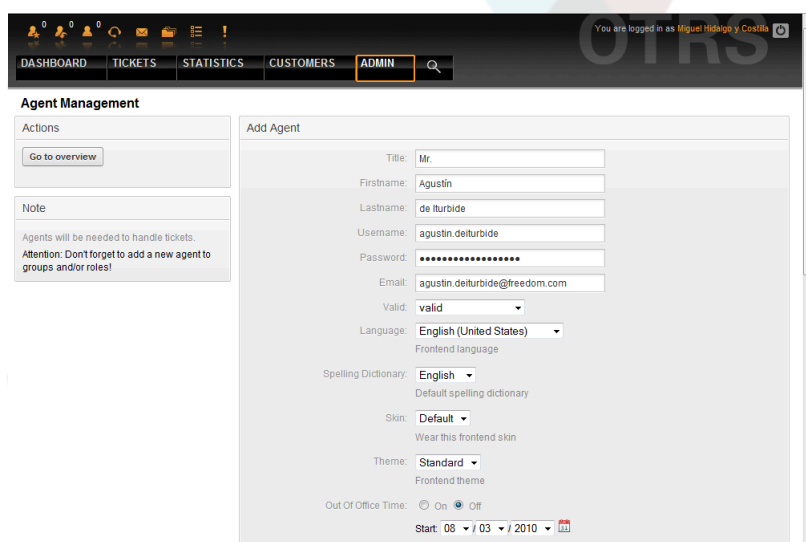 0 0 0
You are logged in as Miguel Hidalgo y Costilla
OTRS
DASHBOARD TICKETS STATISTICS CUSTOMERS ADMIN
Agent Management
Actions
Go to overview
Note
Agents will be needed to handle tickets.
Attention: Don't forget to add a new agent to
groups and/or roles!
Add Agent
Title: Mr.
Firstname: Agustín
Lastname: de Iturbide
Username: agustin.deiturbide
Password: ••••••••••••••••••
Email: agustin.deiturbide@freedom.com
Valid: valid
Language: English (United States)
Frontend language
Spelling Dictionary: English
Default spelling dictionary
Skin: Default
Wear this frontend skin
Theme: Standard
Frontend theme
Out Of Office Time: On Off
Start: 08 / 03 / 2010